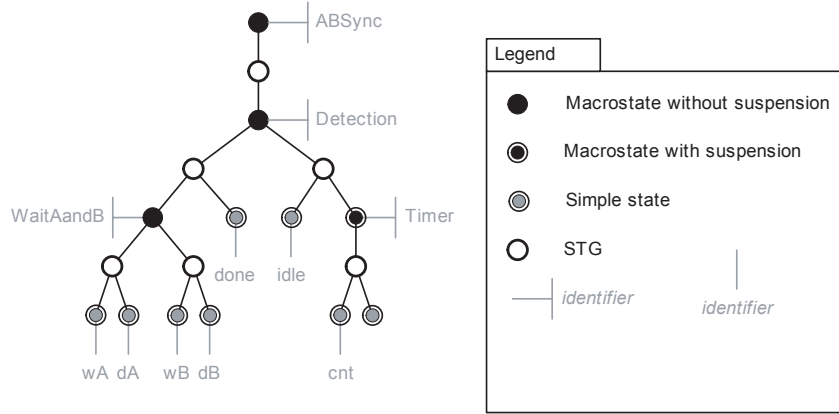 ABSync
Detection
WaitAandB
Timer
done idle
wA dA wB dB cnt
Legend
Macrostate without suspension
Macrostate with suspension
Simple state
STG
identifier
identifier